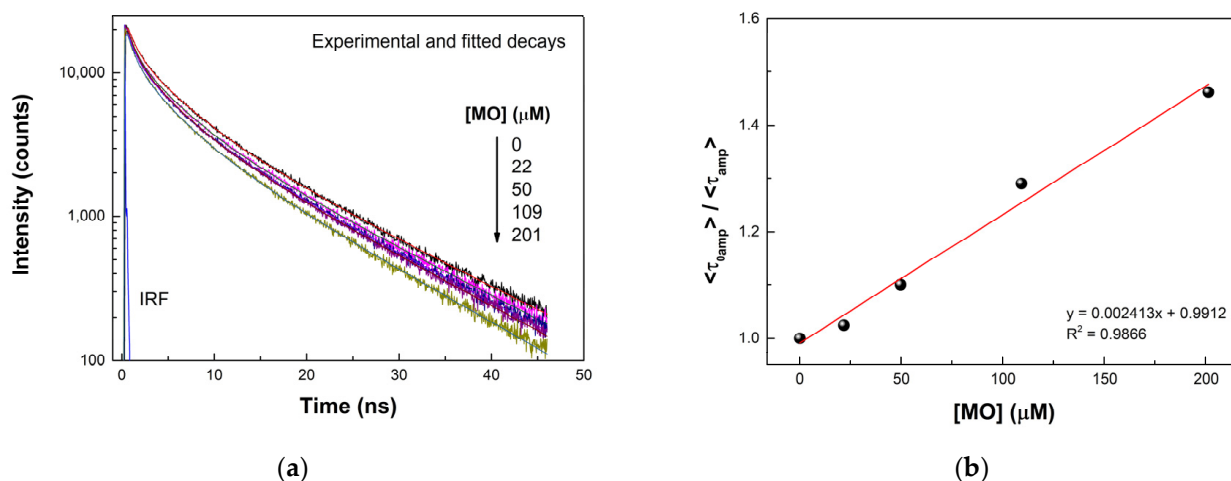 Experimental and fitted decays
[MO] (μM)
0
22
50
109
201
IRF
Intensity (counts)
10,000
1,000
100
0
10
20
30
40
50
Time (ns)
(a)
<τ0amp> / <τamp>
1.6
1.4
1.2
1.0
y = 0.002413x + 0.9912
R² = 0.9866
0
50
100
150
200
[MO] (μM)
(b)